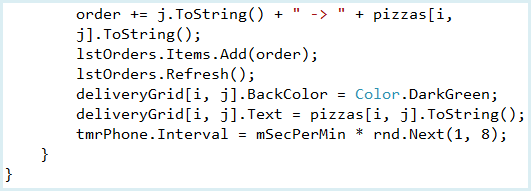 order += j.ToString() + " -> " + pizzas[i,
j].ToString();
lstOrders.Items.Add(order);
lstOrders.Refresh();
deliveryGrid[i, j].BackColor = Color.DarkGreen;
deliveryGrid[i, j].Text = pizzas[i, j].ToString();
tmrPhone.Interval = mSecPerMin * rnd.Next(1, 8);
}
}